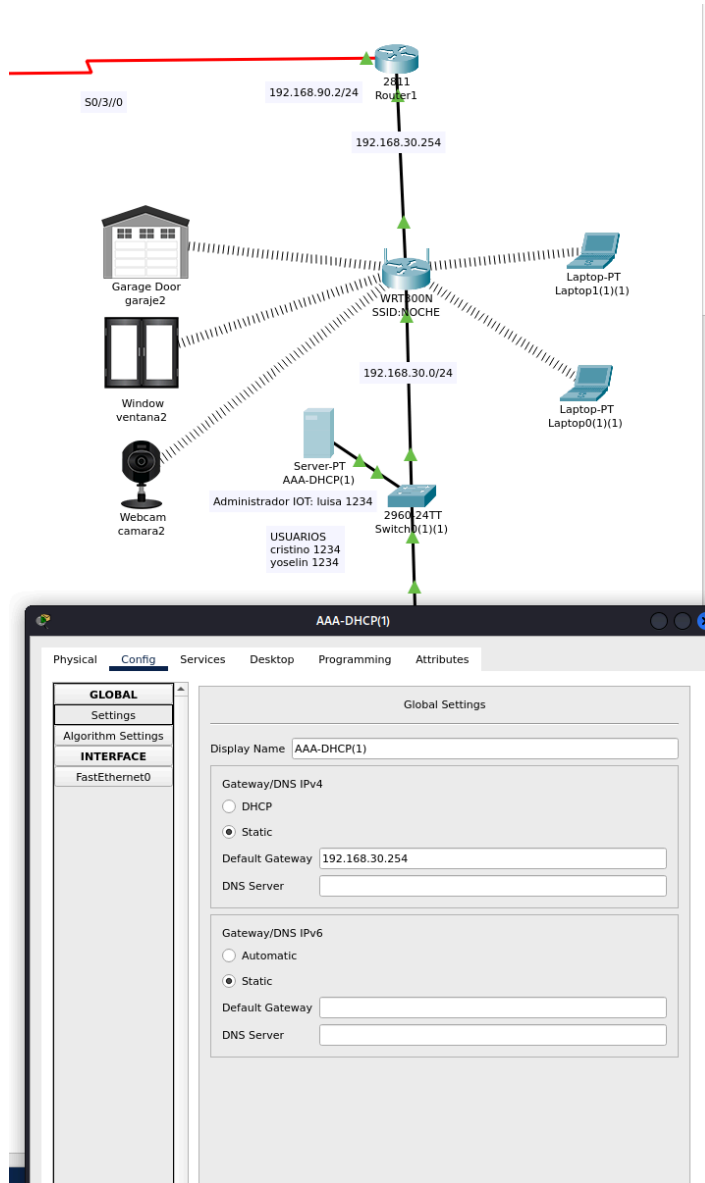 2811
Router1
192.168.90.2/24
S0/3//0
192.168.30.254
Garage Door
garaje2
WRT300N
SSID:NOCHE
Laptop-PT
Laptop1(1)(1)
192.168.30.0/24
Window
ventana2
Laptop-PT
Laptop0(1)(1)
Server-PT
AAA-DHCP(1)
Administrador IOT: luisa 1234
Webcam
camara2
2960-24TT
Switch0(1)(1)
USUARIOS
cristino 1234
yoselin 1234
AAA-DHCP(1)
Physical Config Services Desktop Programming Attributes
GLOBAL
Settings
Algorithm Settings
INTERFACE
FastEthernet0
Global Settings
Display Name AAA-DHCP(1)
Gateway/DNS IPv4
DHCP
Static
Default Gateway 192.168.30.254
DNS Server
Gateway/DNS IPv6
Automatic
Static
Default Gateway
DNS Server